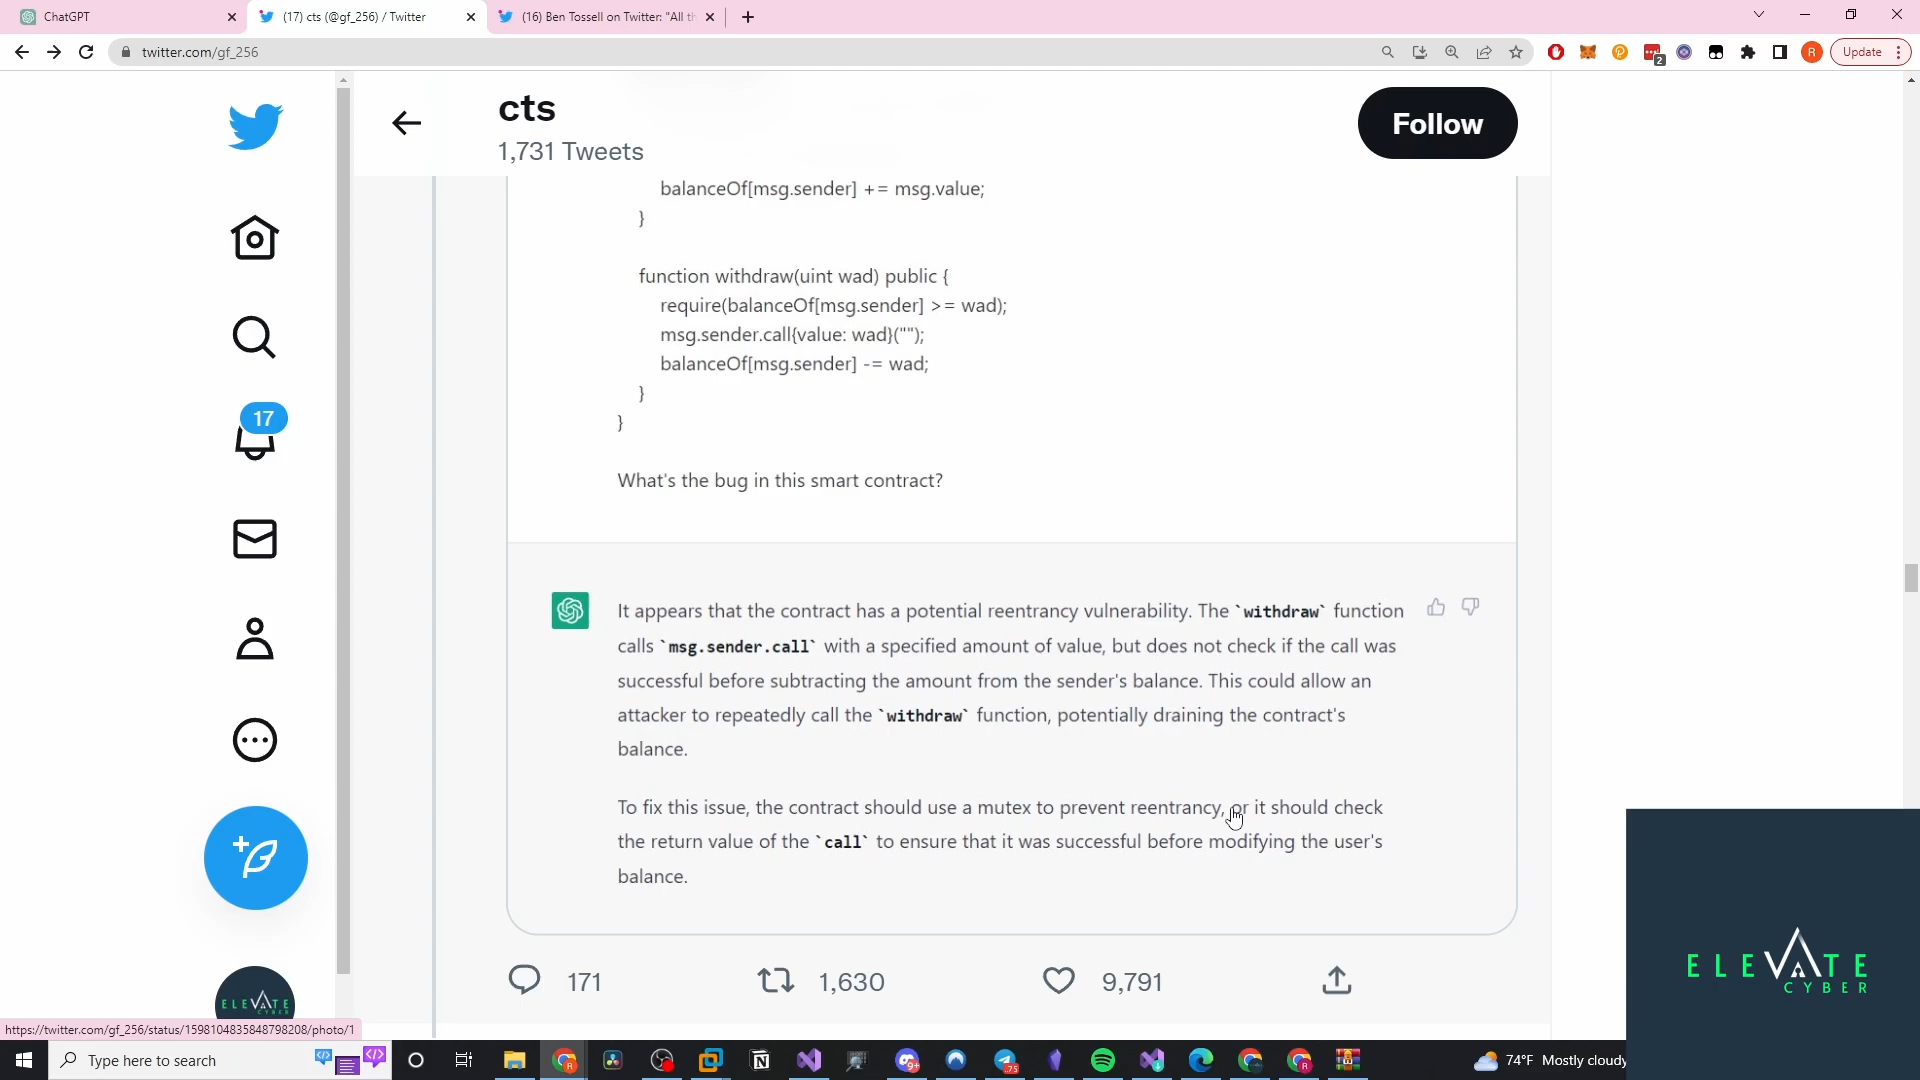 ChatGPT
(17) cts (@gf_256) / Twitter
(16) Ben Tossell on Twitter: "All th
twitter.com/gf_256
2
R
Update
cts
1,731 Tweets
Follow
balanceOf[msg.sender] += msg.value;
}
function withdraw(uint wad) public {
require(balanceOf[msg.sender] >= wad);
msg.sender.call{value: wad}("");
balanceOf[msg.sender] -= wad;
}
}
What's the bug in this smart contract?
17
It appears that the contract has a potential reentrancy vulnerability. The `withdraw` function
calls `msg.sender.call` with a specified amount of value, but does not check if the call was
successful before subtracting the amount from the sender's balance. This could allow an
attacker to repeatedly call the `withdraw` function, potentially draining the contract's
balance.
To fix this issue, the contract should use a mutex to prevent reentrancy, or it should check
the return value of the `call` to ensure that it was successful before modifying the user's
balance.
171
1,630
9,791
ELEVATE
CYBER
ELEVATE
CYBER
https://twitter.com/gf_256/status/1598104835848798208/photo/1
Type here to search
74°F Mostly cloudy